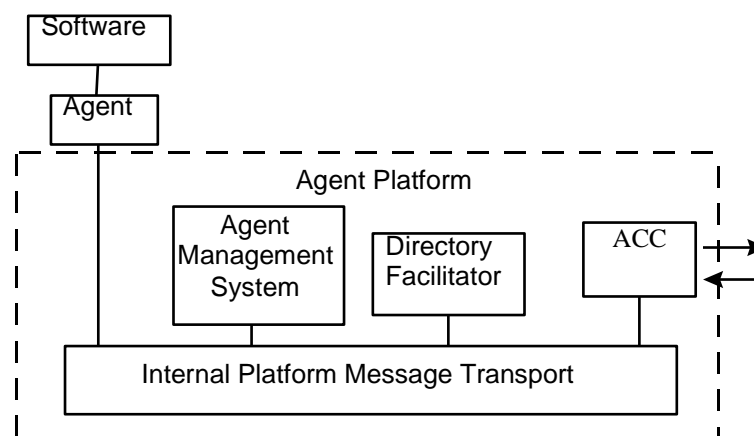 Software
Agent
Agent Platform
Agent
Management
System
Directory
Facilitator
ACC
Internal Platform Message Transport